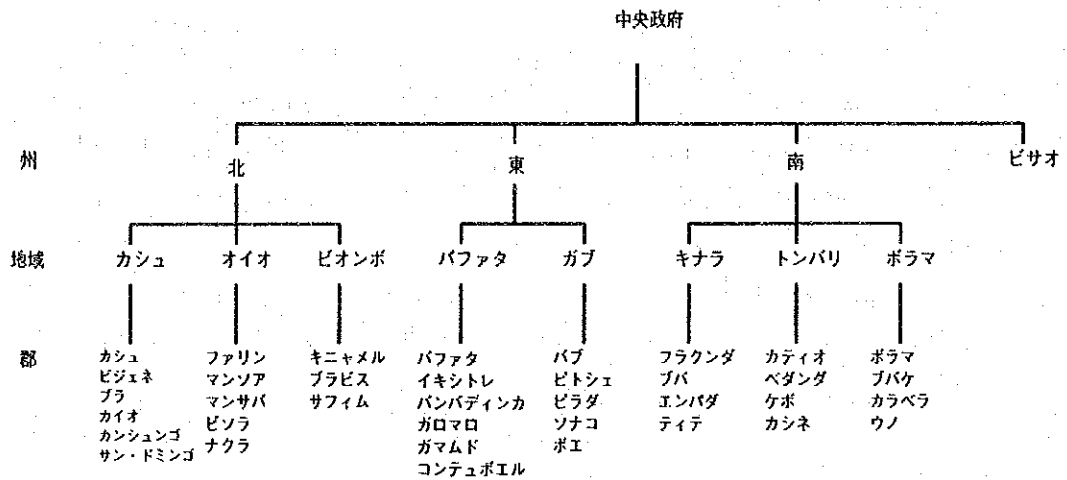 中央政府
州 北 東 南 ビサオ
地域 カシュ オイオ ビオンボ バファタ ガブ キナラ トンバリ ボラマ
郡 カシュ ファリン キニャメル バファタ バブ フラクンダ カティオ ボラマ
ビジェネ マンソア ブラビス イキシトレ ピトシェ ブバ ベダンダ ブバケ
ブラ マンサバ サフィム バンバディンカ ピラダ エンパダ ケボ カラベラ
カイオ ビソラ ガロマロ ソナコ ティテ カシネ ウノ
カンシュンゴ ナクラ ガマムド ボエ
サン・ドミンゴ コンテュボエル